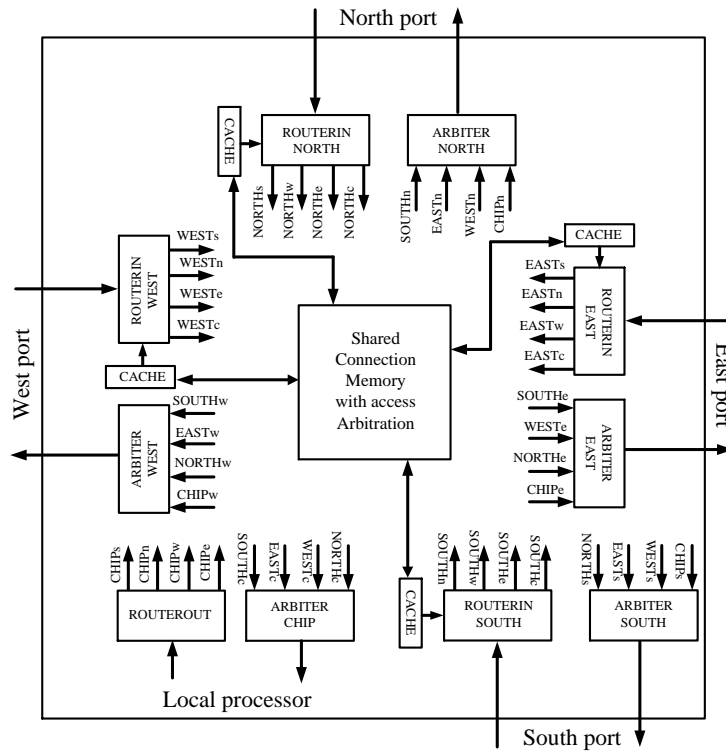 North port
CACHE
ROUTERIN
NORTH
ARBITER
NORTH
NORTHs
NORTHw
NORTHe
NORTHc
SOUTHn
EASTn
WESTn
CHIPn
CACHE
ROUTERIN
WEST
WESTs
WESTn
WESTe
WESTc
EASTs
EASTn
EASTw
EASTc
ROUTERIN
EAST
West port
East port
CACHE
Shared
Connection
Memory
with access
Arbitration
ARBITER
WEST
SOUTHw
EASTw
NORTHw
CHIPw
SOUTHe
WESTe
NORTHe
CHIPe
ARBITER
EAST
CHIPs
CHIPn
CHIPw
CHIPe
SOUTHc
EASTc
WESTc
NORTHc
SOUTHn
SOUTHw
SOUTHe
SOUTHc
NORTHs
EASTs
WESTs
CHIPs
ROUTEROUT
ARBITER
CHIP
CACHE
ROUTERIN
SOUTH
ARBITER
SOUTH
Local processor
South port